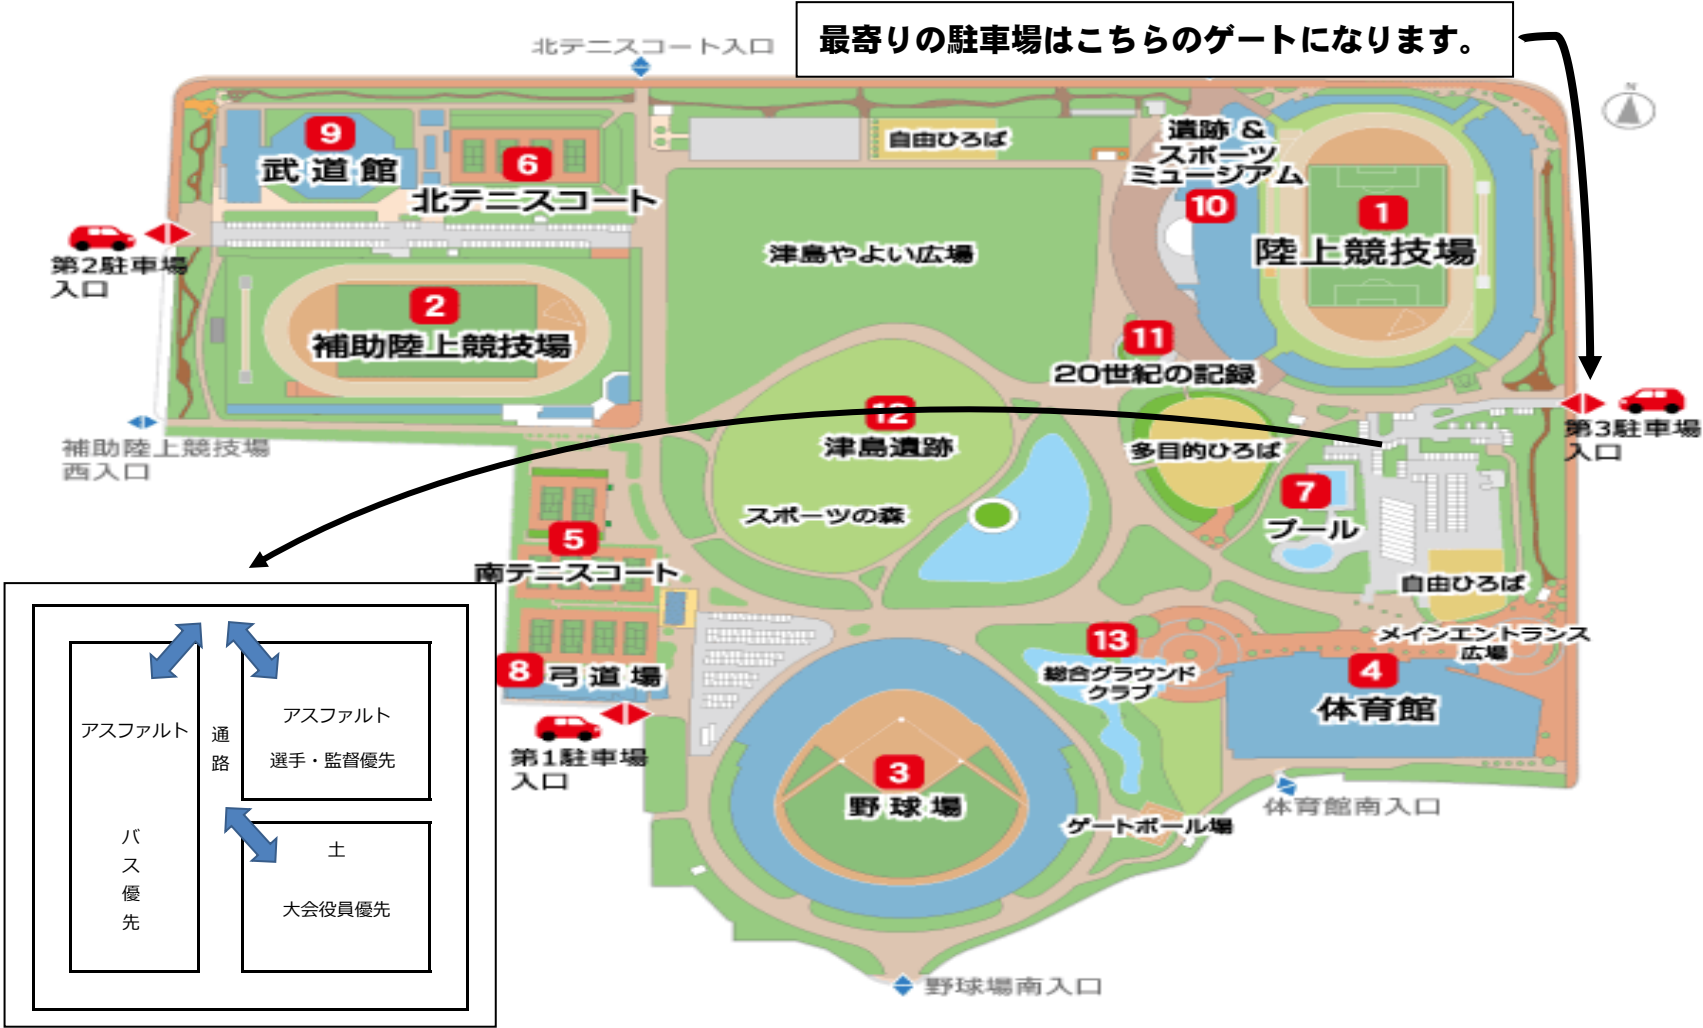 最寄りの駐車場はこちらのゲートになります。
北テニスコート入口
N
9
武道館
6
北テニスコート
自由ひろば
遺跡 &
スポーツ
ミュージアム
10
1
陸上競技場
第2駐車場
入口
津島やよい広場
2
補助陸上競技場
11
20世紀の記録
補助陸上競技場
西入口
12
津島遺跡
多目的ひろば
第3駐車場
入口
スポーツの森
7
プール
5
南テニスコート
自由ひろば
8
弓道場
13
総合グラウンド
クラブ
メインエントランス
広場
4
体育館
第1駐車場
入口
3
野球場
ゲートボール場
体育館南入口
野球場南入口
アスファルト
バ
ス
優
先
通
路
アスファルト
選手・監督優先
土
大会役員優先